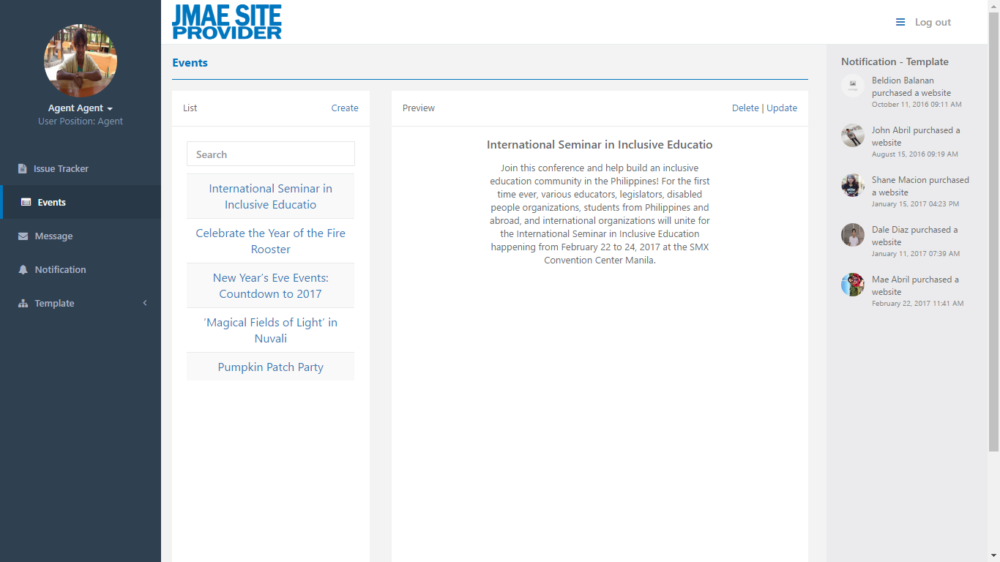 Agent Agent
User Position: Agent
Issue Tracker
Events
Message
Notification
Template
JMAE SITE
PROVIDER
Log out
Events
List
Create
Search
International Seminar in
Inclusive Educatio
Celebrate the Year of the Fire
Rooster
New Year’s Eve Events:
Countdown to 2017
‘Magical Fields of Light’ in
Nuvali
Pumpkin Patch Party
Preview
Delete | Update
International Seminar in Inclusive Educatio
Join this conference and help build an inclusive
education community in the Philippines! For the first
time ever, various educators, legislators, disabled
people organizations, students from Philippines and
abroad, and international organizations will unite for
the International Seminar in Inclusive Education
happening from February 22 to 24, 2017 at the SMX
Convention Center Manila.
Notification - Template
Beldion Balanan
purchased a website
October 11, 2016 09:11 AM
John Abril purchased a
website
August 15, 2016 09:19 AM
Shane Macion purchased
a website
January 15, 2017 04:23 PM
Dale Diaz purchased a
website
January 11, 2017 07:39 AM
Mae Abril purchased a
website
February 22, 2017 11:41 AM